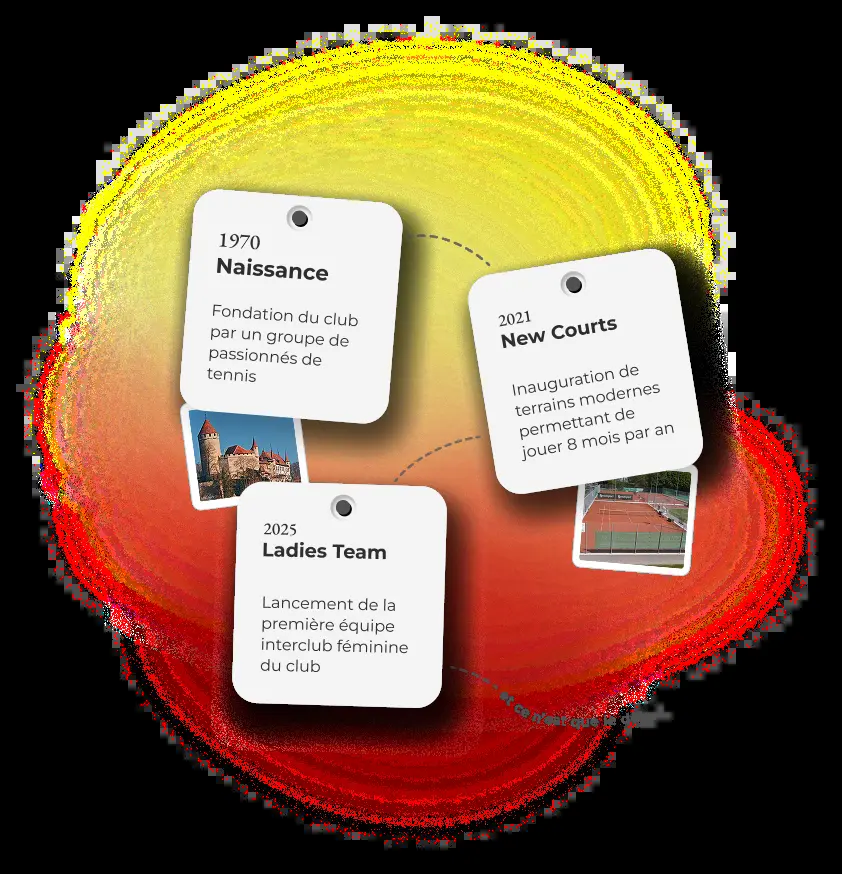 1970
Naissance
Fondation du club
par un groupe de
passionnés de
tennis
2021
New Courts
Inauguration de
terrains modernes
permettant de
jouer 8 mois par an
2025
Ladies Team
Lancement de la
première équipe
interclub féminine
du club
et ce n'est que le